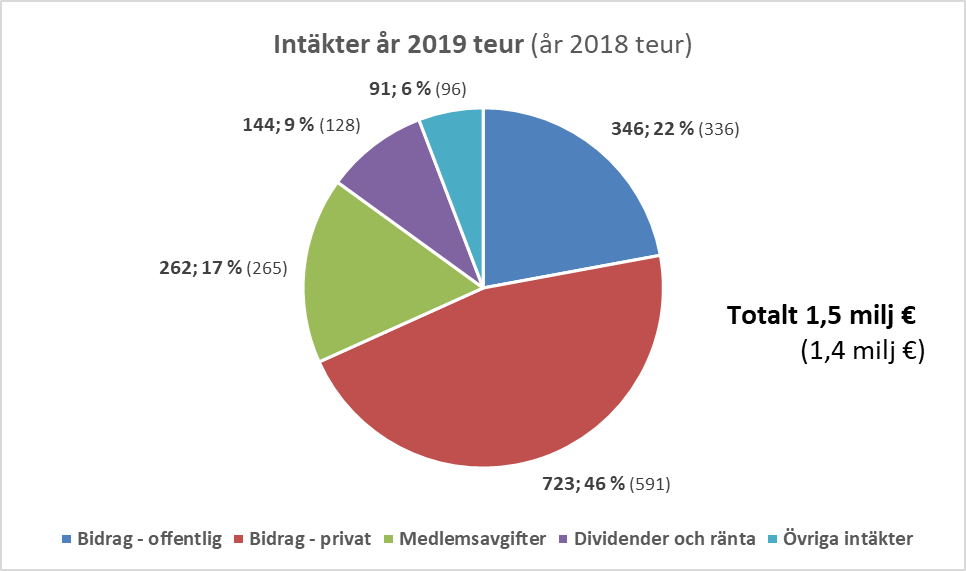 Intäkter år 2019 teur (år 2018 teur)
91; 6 % (96)
144; 9 % (128)
346; 22 % (336)
262; 17 % (265)
Totalt 1,5 milj €
(1,4 milj €)
723; 46 % (591)
Bidrag - offentlig Bidrag - privat Medlemsavgifter Dividender och ränta Övriga intäkter